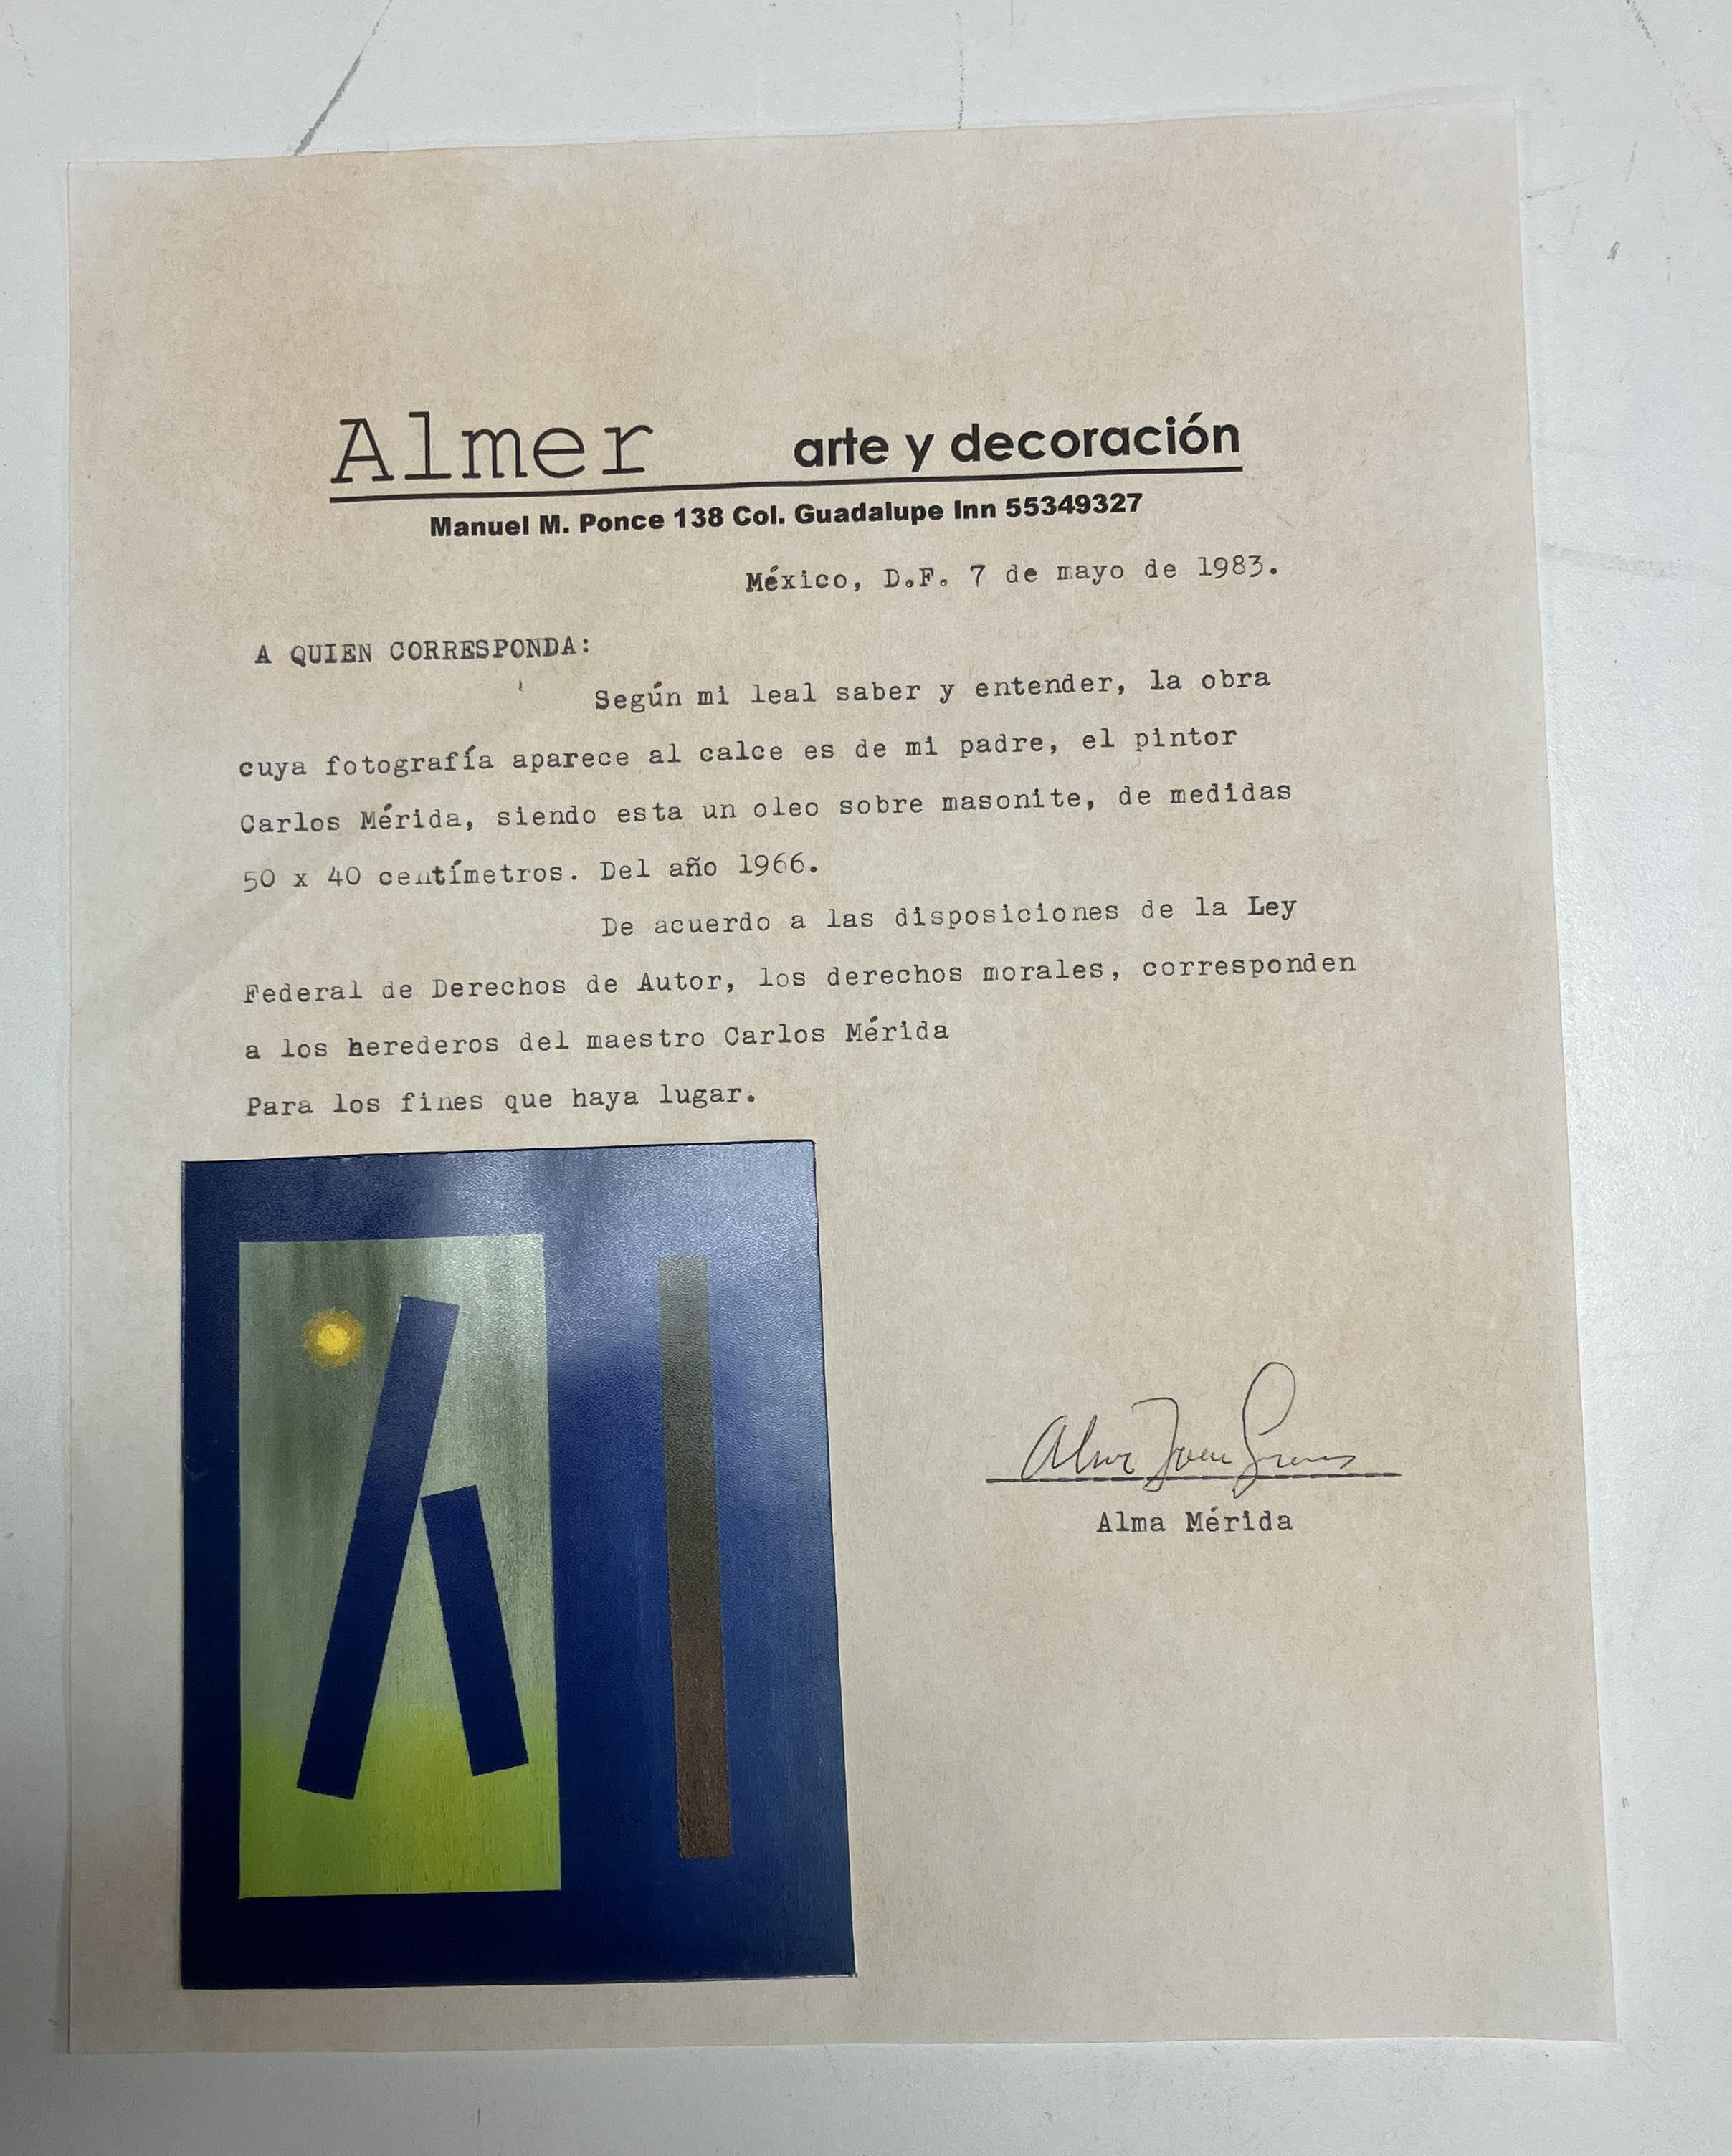 Almer arte y decoración
Manuel M. Ponce 138 Col. Guadalupe Inn 55349327
México, D.F. 7 de mayo de 1983.
A QUIEN CORRESPONDA:
Según mi leal saber y entender, la obra
cuya fotografía aparece al calce es de mi padre, el pintor
Carlos Mérida, siendo esta un oleo sobre masonite, de medidas
50 x 40 centímetros. Del año 1966.
De acuerdo a las disposiciones de la Ley
Federal de Derechos de Autor, los derechos morales, corresponden
a los herederos del maestro Carlos Mérida
Para los fines que haya lugar.
Alma Mérida